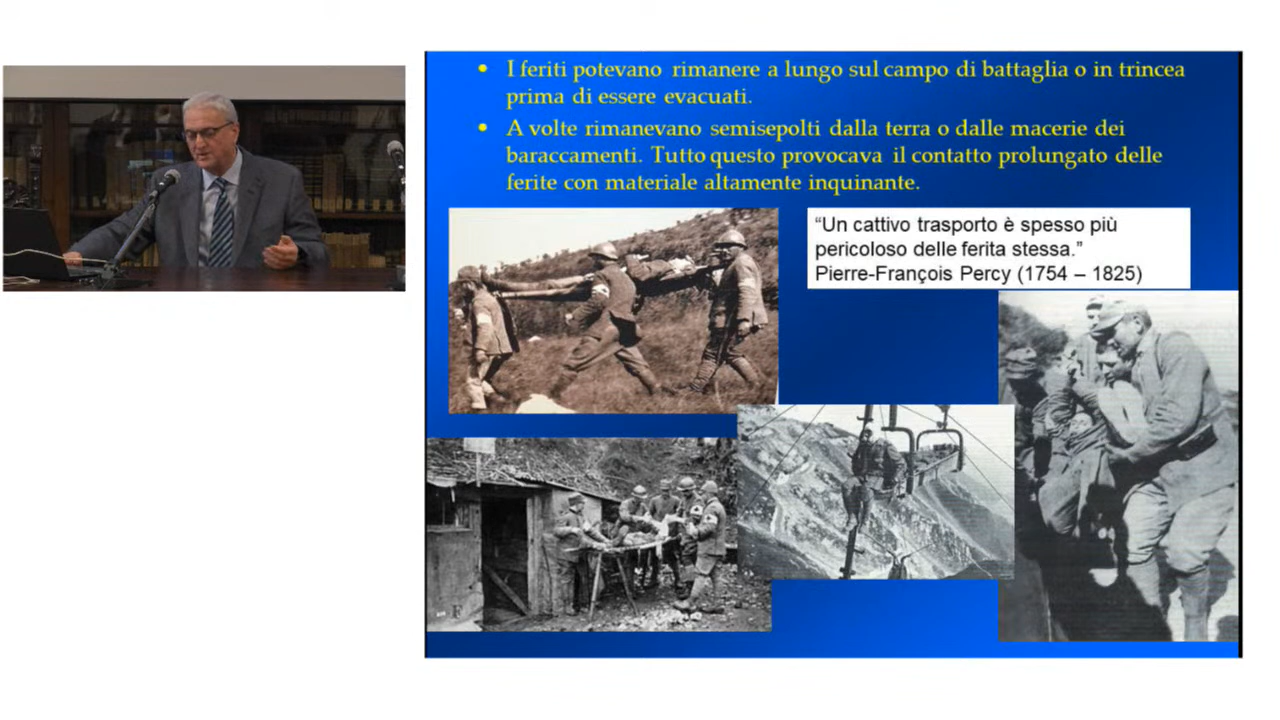 • I feriti potevano rimanere a lungo sul campo di battaglia o in trincea
prima di essere evacuati.
• A volte rimanevano semisepolti dalla terra o dalle macerie dei
baraccamenti. Tutto questo provocava il contatto prolungato delle
ferite con materiale altamente inquinante.
“Un cattivo trasporto è spesso più
pericoloso delle ferita stessa.”
Pierre-François Percy (1754 – 1825)